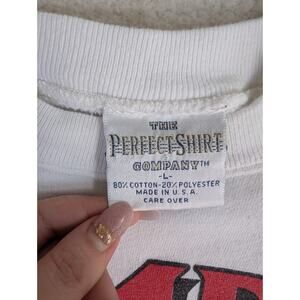 THE
PERFECT SHIRT
COMPANY™
-L-
80% COTTON-20% POLYESTER
MADE IN U.S.A.
CARE OVER